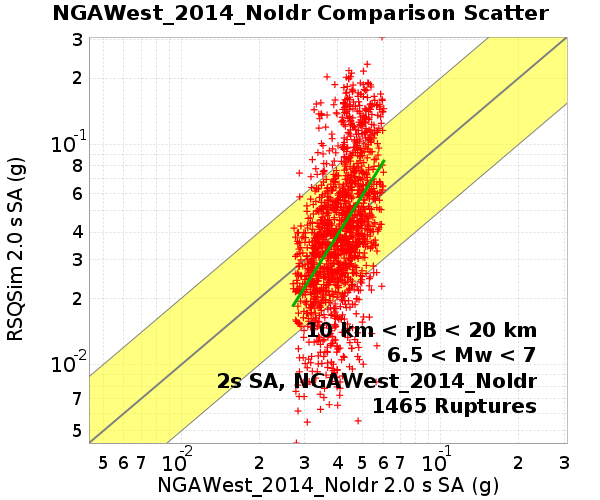 NGAWest_2014_NoIdr Comparison Scatter
3
2
10-1
8
6
4
3
2
10-2
7
5
RSQSim 2.0 s SA (g)
10 km < rJB < 20 km
6.5 < Mw < 7
2s SA, NGAWest_2014_NoIdr
1465 Ruptures
5 6 7 10-2 2 3 4 5 6 7 10-1 2 3
NGAWest_2014_NoIdr 2.0 s SA (g)